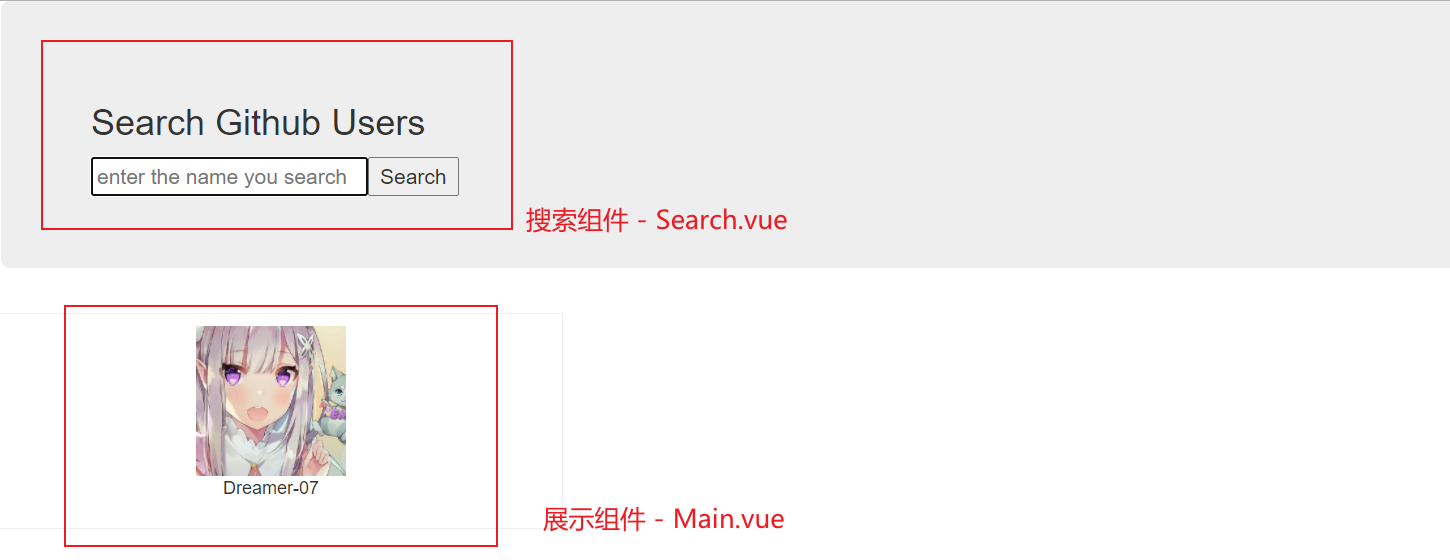 Search Github Users
enter the name you search Search
搜索组件 - Search.vue
Dreamer-07
展示组件 - Main.vue